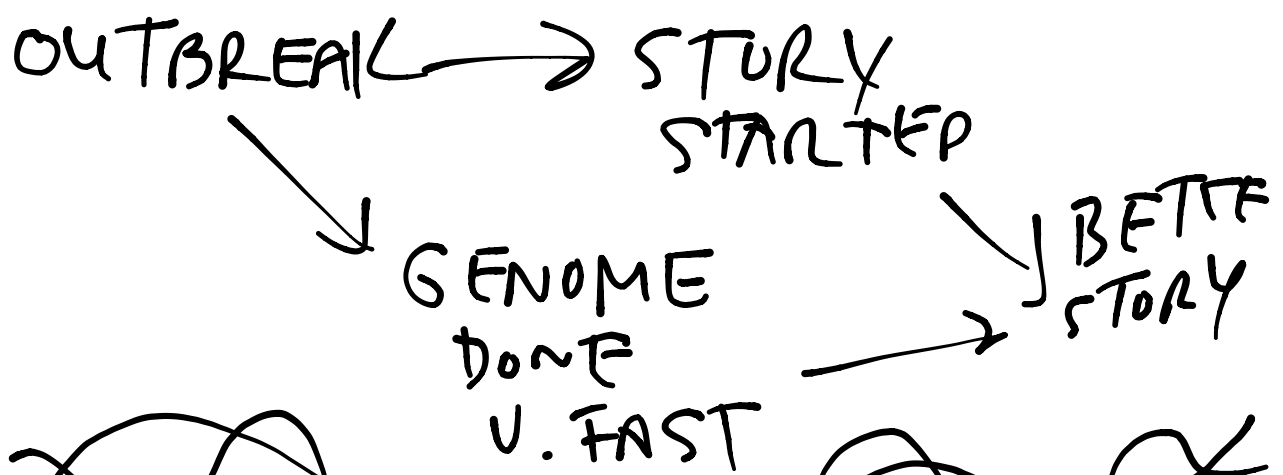 OUTBREAK
STORY
STARTED
GENOME
DONE
V. FAST
BETTE
STORY